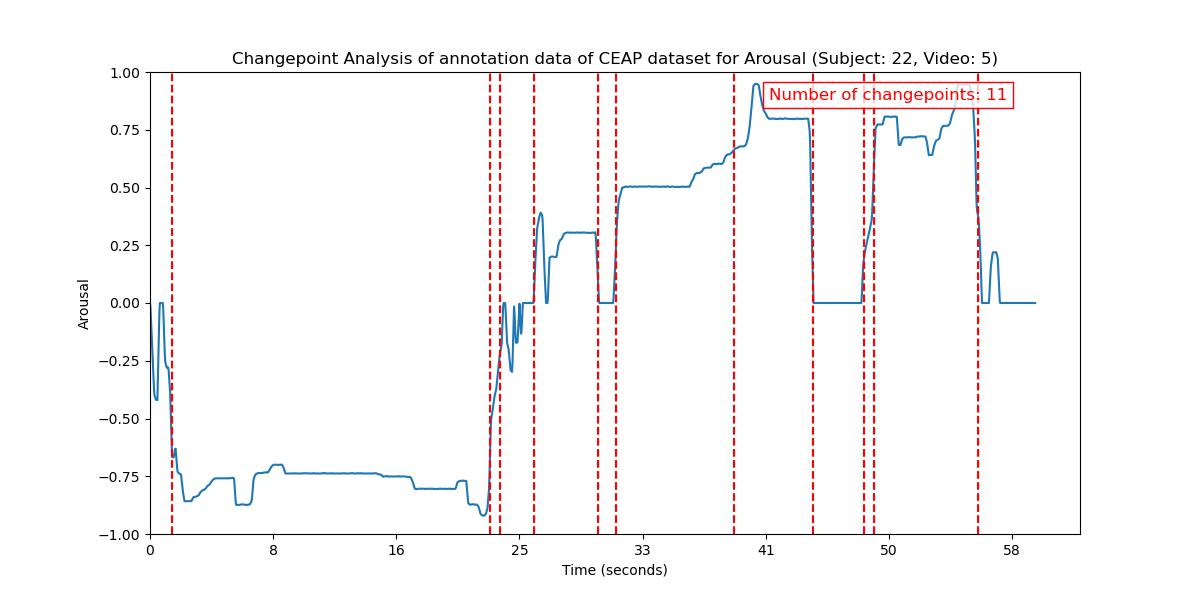 Changepoint Analysis of annotation data of CEAP dataset for Arousal (Subject: 22, Video: 5)
Number of changepoints: 11
1.00
0.75
0.50
0.25
0.00
−0.25
−0.50
−0.75
−1.00
Arousal
0 8 16 25 33 41 50 58
Time (seconds)